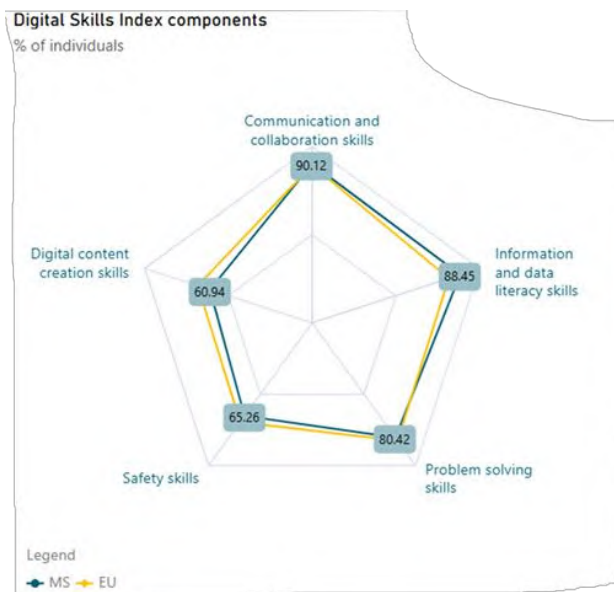 Digital Skills Index components
% of individuals
Communication and
collaboration skills
90.12
Digital content
creation skills
60.94
Information
and data
literacy skills
88.45
65.26
80.42
Safety skills
Problem solving
skills
Legend
MS EU